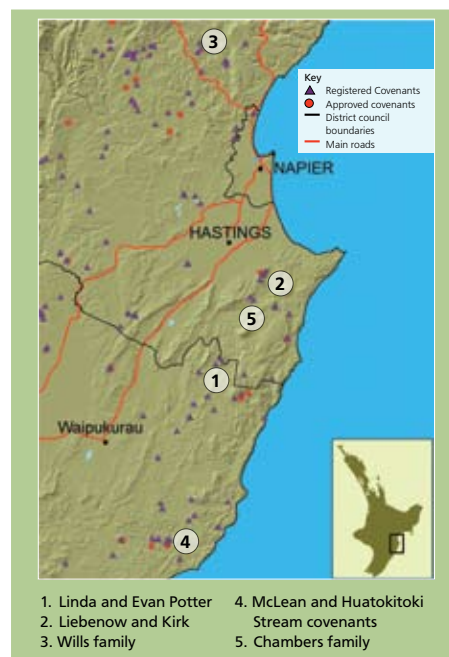 3
Key
Registered Covenants
Approved covenants
District council
boundaries
Main roads
NAPIER
HASTINGS
2
5
1
Waipukurau
4
1. Linda and Evan Potter
2. Liebenow and Kirk
3. Wills family
4. McLean and Huatokitoki
Stream covenants
5. Chambers family